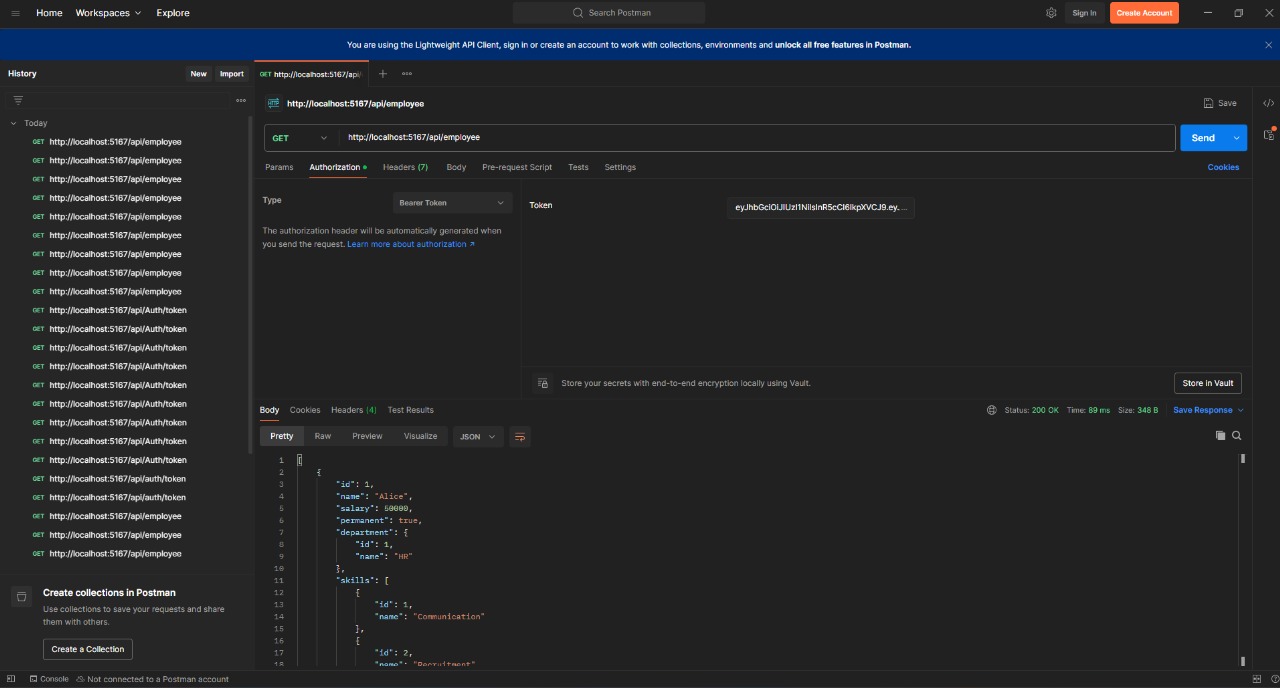 Home Workspaces Explore Search Postman Sign In Create Account
You are using the Lightweight API Client, sign in or create an account to work with collections, environments and unlock all free features in Postman.
History New Import
GET http://localhost:5167/api/
http://localhost:5167/api/employee Save
Today
GET http://localhost:5167/api/employee
GET http://localhost:5167/api/employee
GET http://localhost:5167/api/employee
GET http://localhost:5167/api/employee
GET http://localhost:5167/api/employee
GET http://localhost:5167/api/employee
GET http://localhost:5167/api/employee
GET http://localhost:5167/api/employee
GET http://localhost:5167/api/employee
GET http://localhost:5167/api/Auth/token
GET http://localhost:5167/api/Auth/token
GET http://localhost:5167/api/Auth/token
GET http://localhost:5167/api/Auth/token
GET http://localhost:5167/api/Auth/token
GET http://localhost:5167/api/Auth/token
GET http://localhost:5167/api/Auth/token
GET http://localhost:5167/api/Auth/token
GET http://localhost:5167/api/Auth/token
GET http://localhost:5167/api/auth/token
GET http://localhost:5167/api/auth/token
GET http://localhost:5167/api/employee
GET http://localhost:5167/api/employee
GET http://localhost:5167/api/employee
Create collections in Postman
Use collections to save your requests and share
them with others.
Create a Collection
GET http://localhost:5167/api/employee Send
Params Authorization Headers (7) Body Pre-request Script Tests Settings Cookies
Type Bearer Token
The authorization header will be automatically generated when
you send the request. Learn more about authorization ↗
Token
Store your secrets with end-to-end encryption locally using Vault. Store in Vault
Body Cookies Headers (4) Test Results Status: 200 OK Time: 89 ms Size: 348 B Save Response
Pretty Raw Preview Visualize JSON
1 [
2 {
3 "id": 1,
4 "name": "Alice",
5 "salary": 50000,
6 "permanent": true,
7 "department": {
8 "id": 1,
9 "name": "HR"
10 },
11 "skills": [
12 {
13 "id": 1,
14 "name": "Communication"
15 },
16 {
17 "id": 2,
18 "name": "Recruitment"
Console Not connected to a Postman account